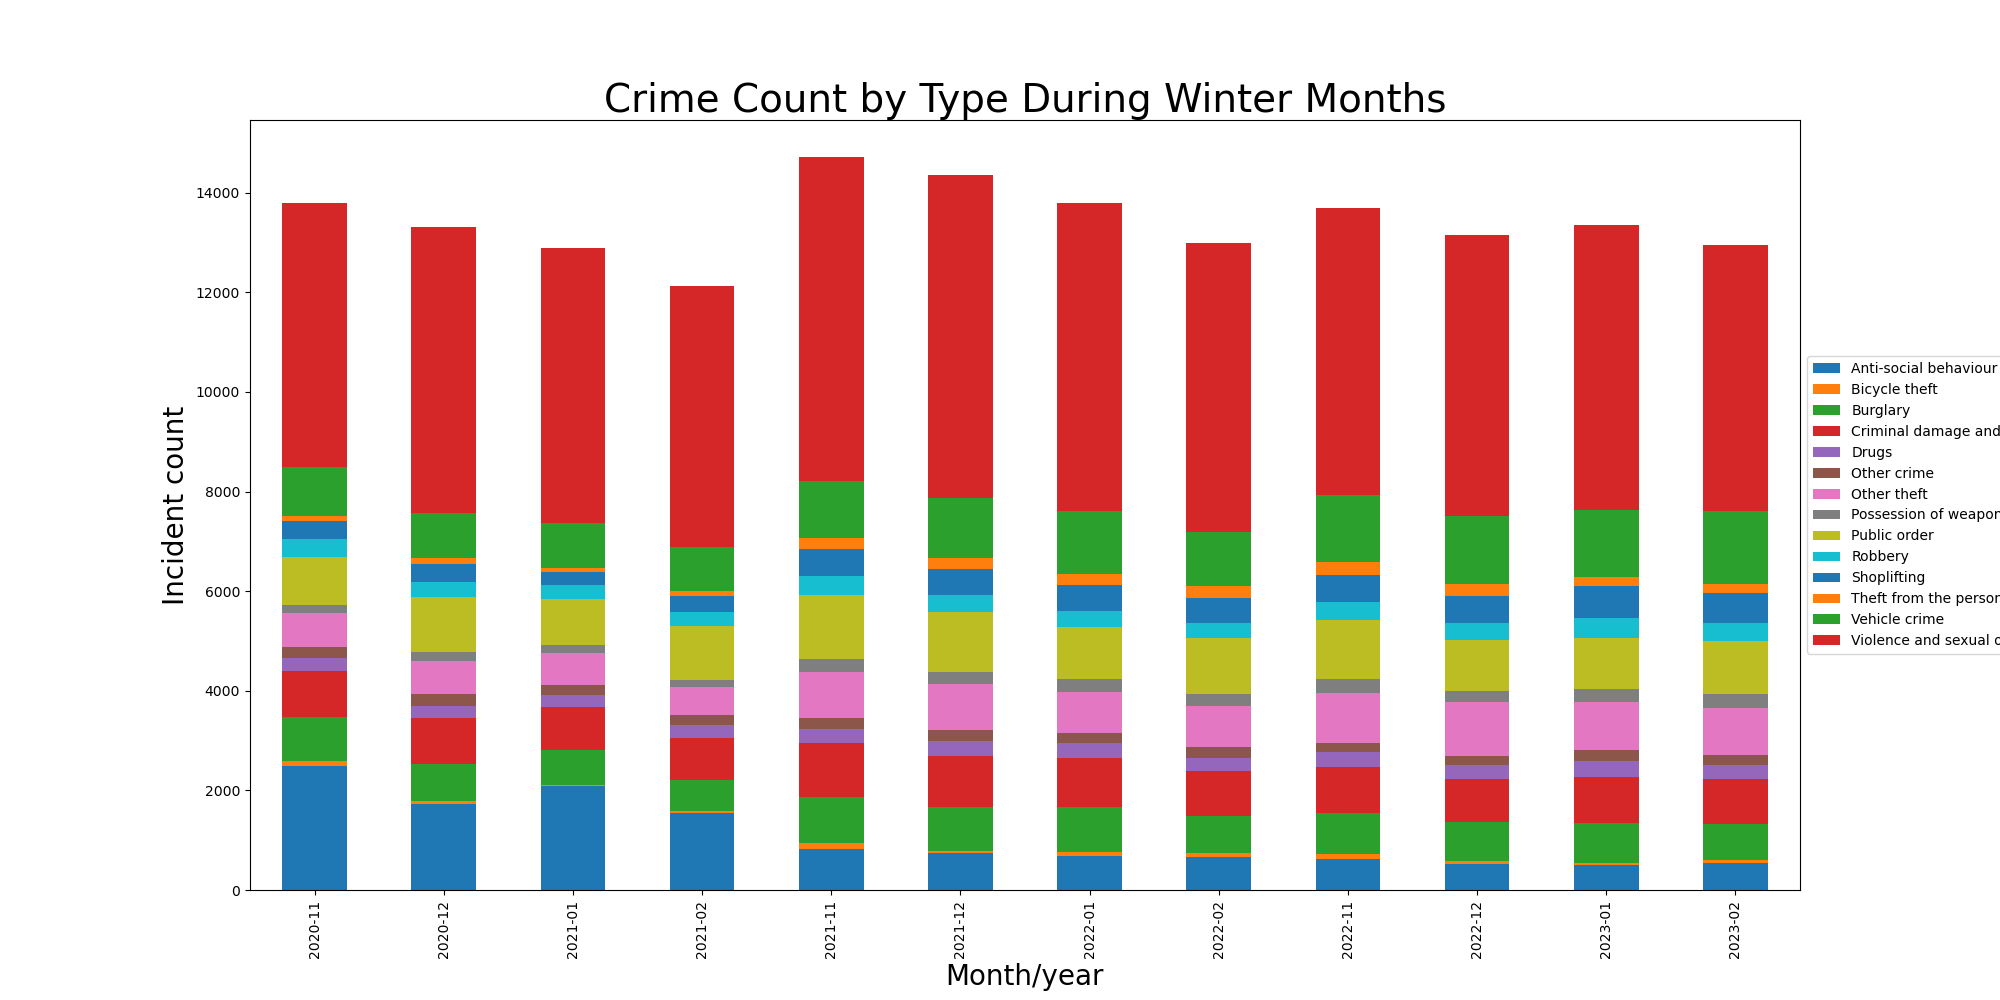 Crime Count by Type During Winter Months
Incident count
14000
12000
10000
8000
6000
4000
2000
0
2020-11
2020-12
2021-01
2021-02
2021-11
2021-12
2022-01
2022-02
2022-11
2022-12
2023-01
2023-02
Month/year
Anti-social behaviour
Bicycle theft
Burglary
Criminal damage and
Drugs
Other crime
Other theft
Possession of weapon
Public order
Robbery
Shoplifting
Theft from the person
Vehicle crime
Violence and sexual o